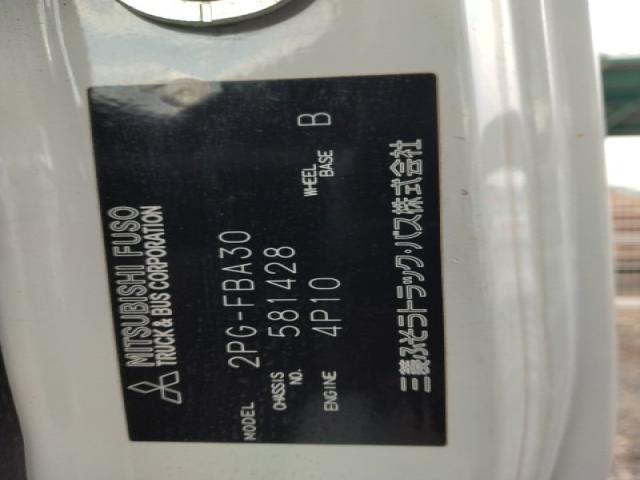 MITSUBISHI FUSO
TRUCK & BUS CORPORATION
MODEL 2PG-FBA30
CHASSIS NO. 581428
ENGINE 4P10 WHEEL BASE B
三菱ふそうトラック・バス株式会社